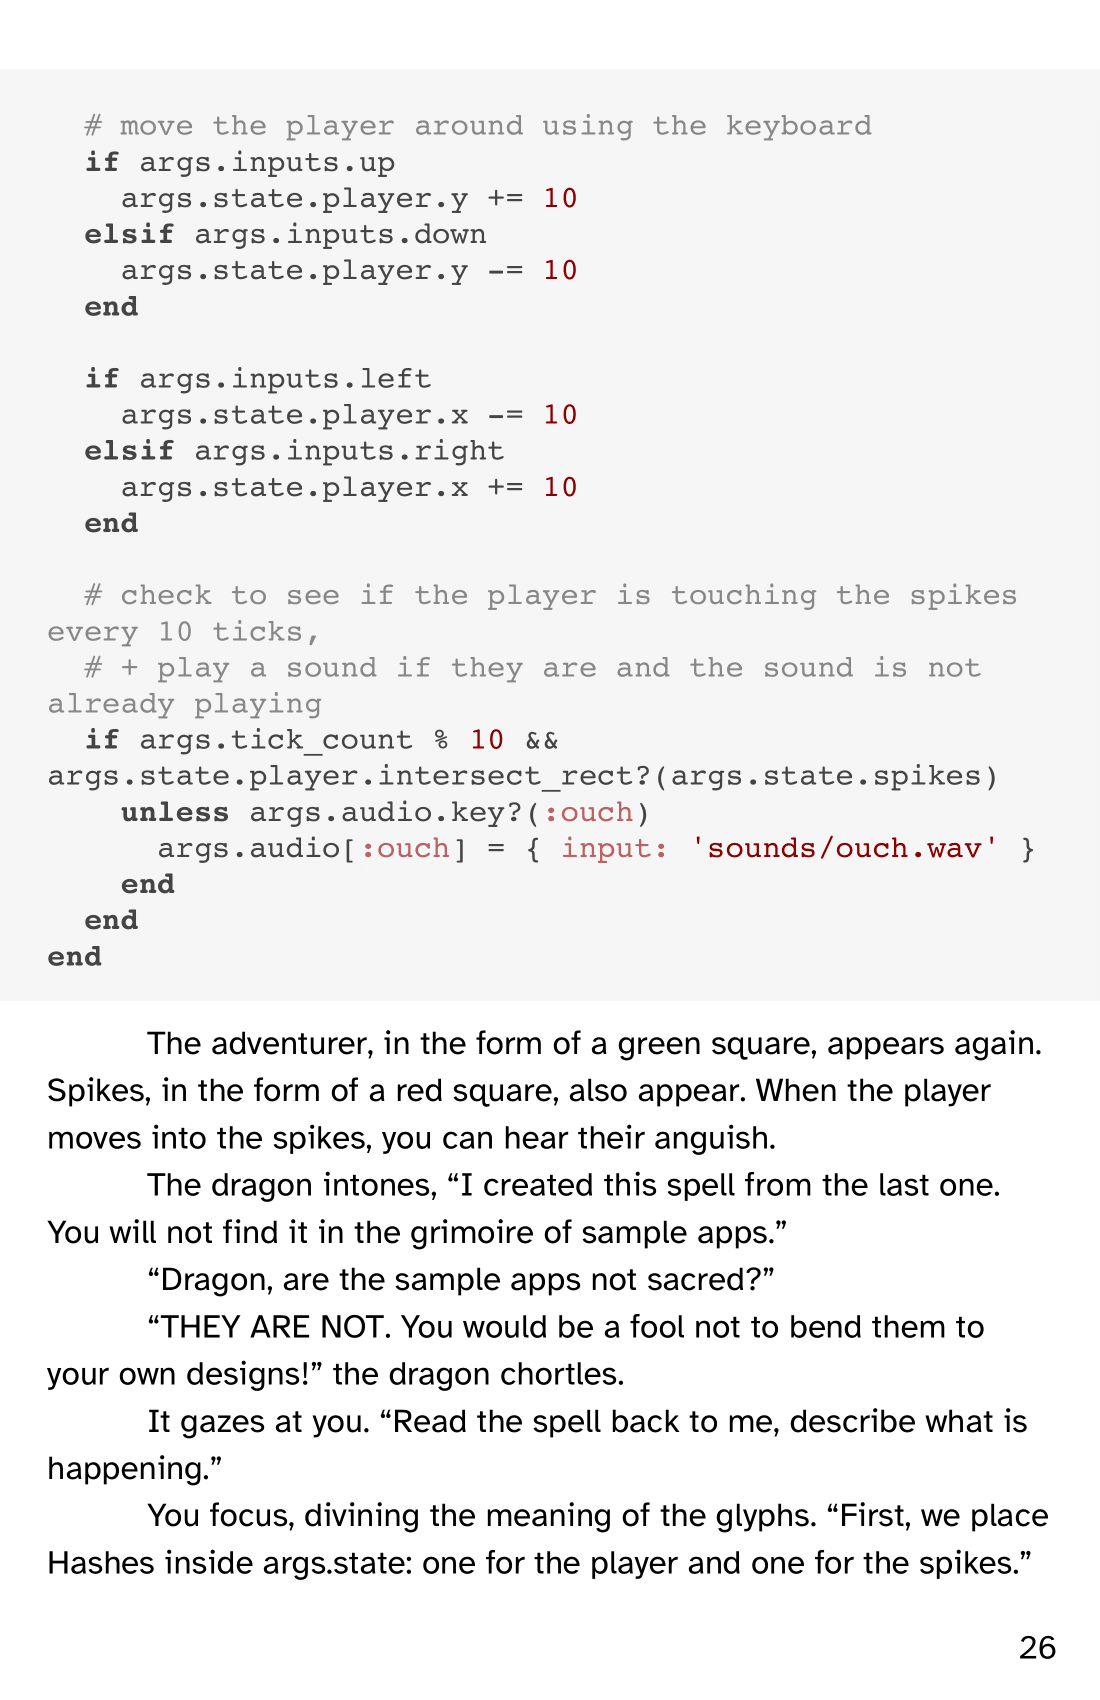 # move the player around using the keyboard
if args.inputs.up
args.state.player.y += 10
elsif args.inputs.down
args.state.player.y -= 10
end
if args.inputs.left
args.state.player.x -= 10
elsif args.inputs.right
args.state.player.x += 10
end
# check to see if the player is touching the spikes
every 10 ticks,
# + play a sound if they are and the sound is not
already playing
if args.tick_count % 10 &&
args.state.player.intersect_rect?(args.state.spikes)
unless args.audio.key?(:ouch)
args.audio[:ouch] = { input: 'sounds/ouch.wav' }
end
end
end
The adventurer, in the form of a green square, appears again.
Spikes, in the form of a red square, also appear. When the player
moves into the spikes, you can hear their anguish.
The dragon intones, “I created this spell from the last one.
You will not find it in the grimoire of sample apps.”
“Dragon, are the sample apps not sacred?”
“THEY ARE NOT. You would be a fool not to bend them to
your own designs!” the dragon chortles.
It gazes at you. “Read the spell back to me, describe what is
happening.”
You focus, divining the meaning of the glyphs. “First, we place
Hashes inside args.state: one for the player and one for the spikes.”
26